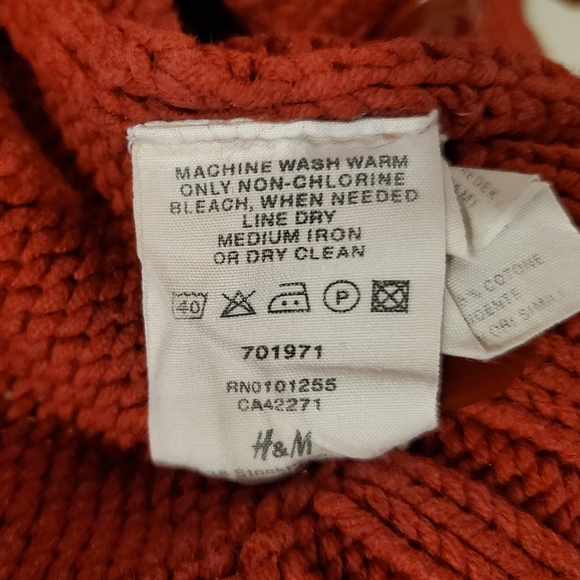 MACHINE WASH WARM
ONLY NON-CHLORINE
BLEACH, WHEN NEEDED
LINE DRY
MEDIUM IRON
OR DRY CLEAN
40 P
701971
RN0101255
CA42271
H&M
COTONE